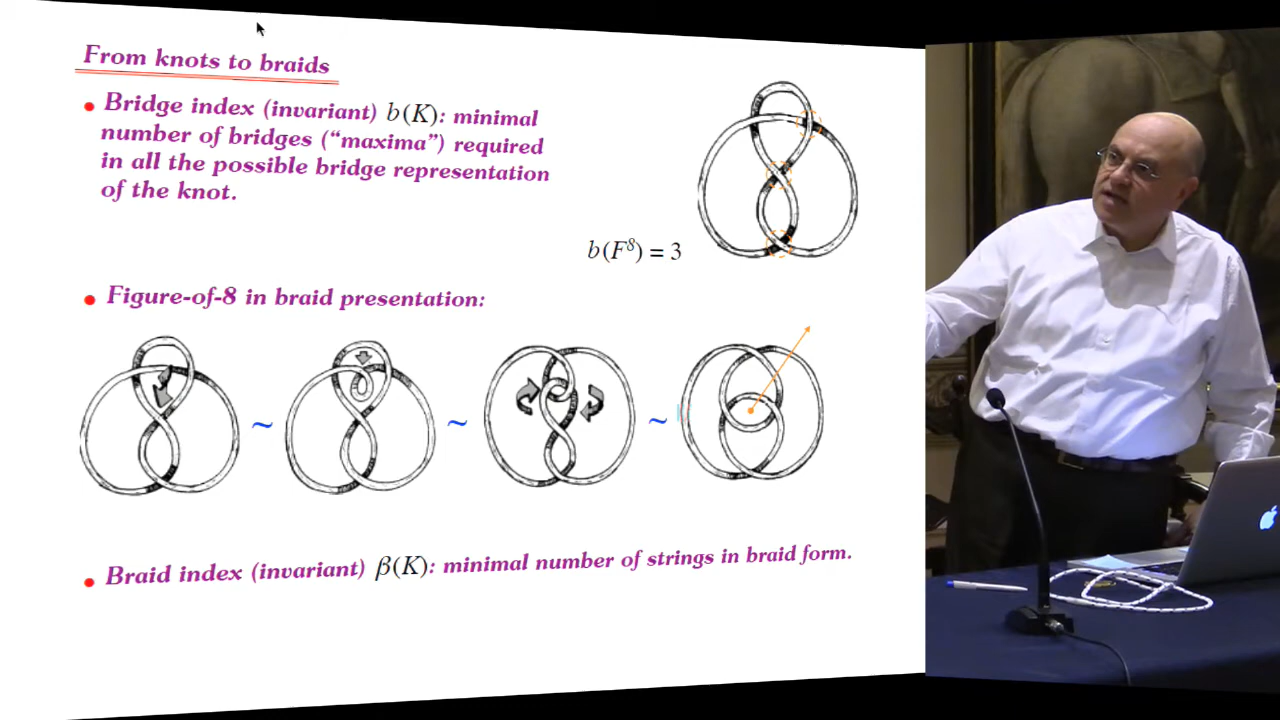 From knots to braids
• Bridge index (invariant) b(K): minimal
number of bridges (“maxima”) required
in all the possible bridge representation
of the knot.
b(F⁸) = 3
• Figure-of-8 in braid presentation:
~ ~ ~
• Braid index (invariant) β(K): minimal number of strings in braid form.